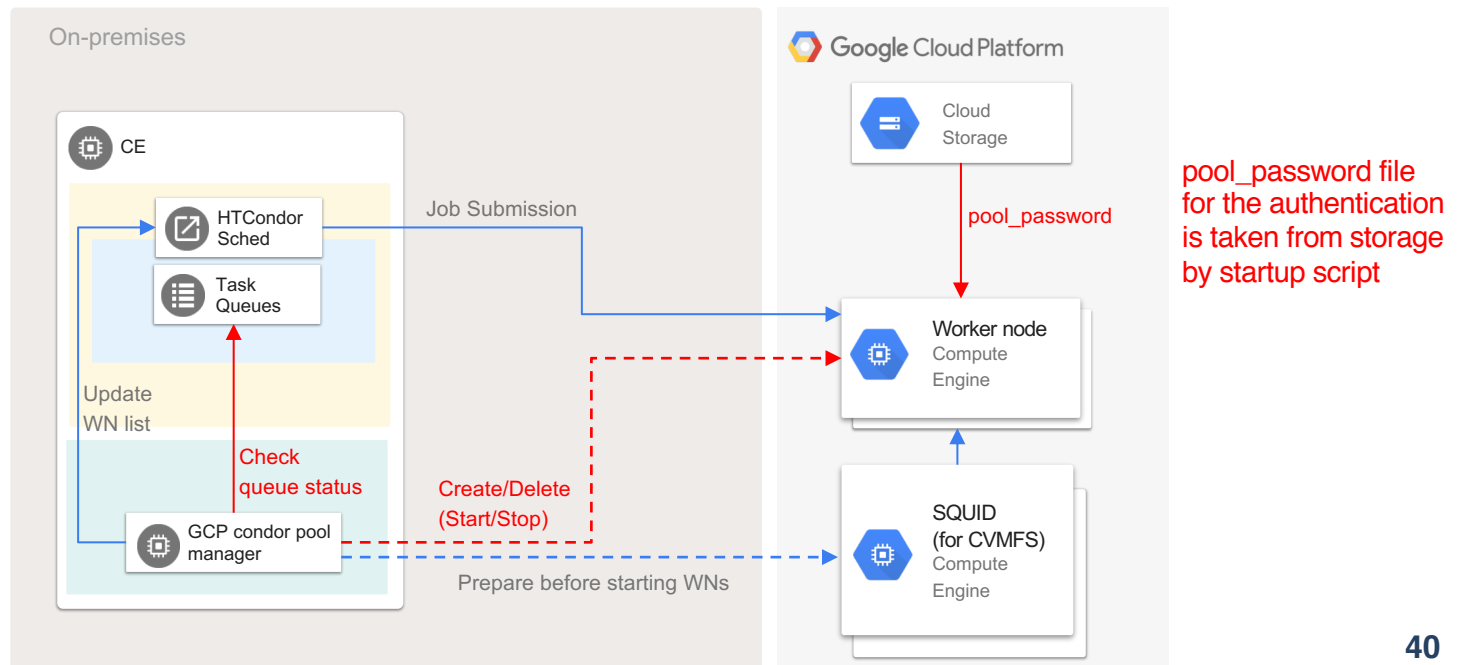 On-premises
CE
HTCondor
Sched
Task
Queues
Job Submission
Update
WN list
Check
queue status
GCP condor pool
manager
Create/Delete
(Start/Stop)
Prepare before starting WNs
Google Cloud Platform
Cloud
Storage
pool_password
Worker node
Compute
Engine
SQUID
(for CVMFS)
Compute
Engine
pool_password file
for the authentication
is taken from storage
by startup script
40